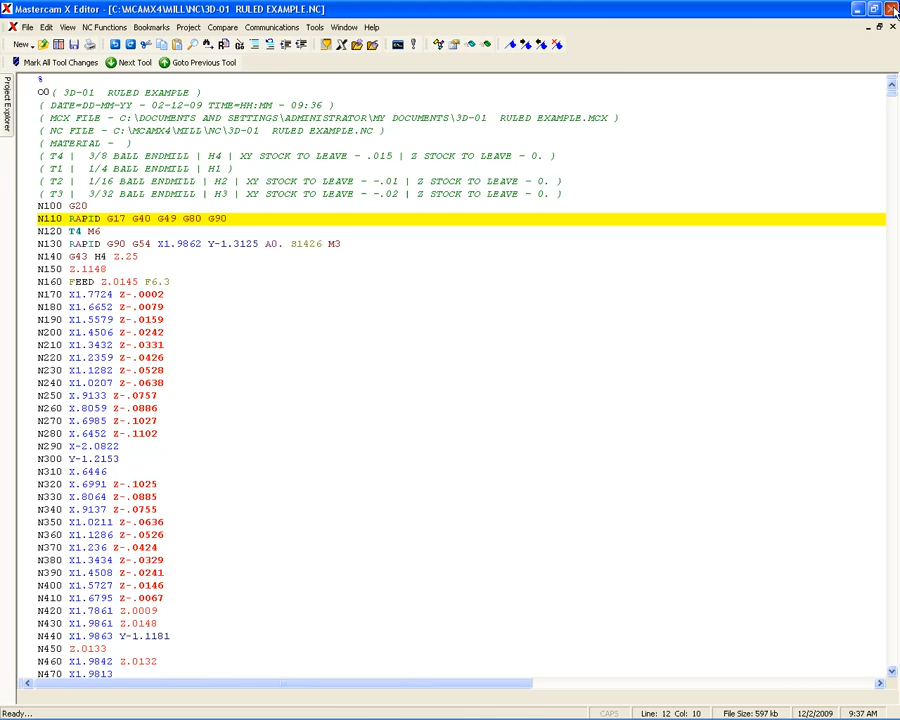 Mastercam X Editor - [C:\MCAMX4\MILL\NC\3D-01  RULED EXAMPLE.NC]
File Edit View NC Functions Bookmarks Project Compare Communications Tools Window Help
New
Mark All Tool Changes Next Tool Goto Previous Tool
Project Explorer
%
O0 ( 3D-01  RULED EXAMPLE )
( DATE=DD-MM-YY - 02-12-09 TIME=HH:MM - 09:36 )
( MCX FILE - C:\DOCUMENTS AND SETTINGS\ADMINISTRATOR\MY DOCUMENTS\3D-01  RULED EXAMPLE.MCX )
( NC FILE - C:\MCAMX4\MILL\NC\3D-01  RULED EXAMPLE.NC )
( MATERIAL -  )
( T4 |  3/8 BALL ENDMILL | H4 | XY STOCK TO LEAVE - .015 | Z STOCK TO LEAVE - 0. )
( T1 |  1/4 BALL ENDMILL | H1 )
( T2 |  1/16 BALL ENDMILL | H2 | XY STOCK TO LEAVE - -.01 | Z STOCK TO LEAVE - 0. )
( T3 |  3/32 BALL ENDMILL | H3 | XY STOCK TO LEAVE - -.02 | Z STOCK TO LEAVE - 0. )
N100 G20
N110 RAPID G17 G40 G49 G80 G90
N120 T4 M6
N130 RAPID G90 G54 X1.9862 Y-1.3125 A0. S1426 M3
N140 G43 H4 Z.25
N150 Z.1148
N160 FEED Z.0145 F6.3
N170 X1.7724 Z-.0002
N180 X1.6652 Z-.0079
N190 X1.5579 Z-.0159
N200 X1.4506 Z-.0242
N210 X1.3432 Z-.0331
N220 X1.2359 Z-.0426
N230 X1.1282 Z-.0528
N240 X1.0207 Z-.0638
N250 X.9133 Z-.0757
N260 X.8059 Z-.0886
N270 X.6985 Z-.1027
N280 X.6452 Z-.1102
N290 X-2.0822
N300 Y-1.2153
N310 X.6446
N320 X.6991 Z-.1025
N330 X.8064 Z-.0885
N340 X.9137 Z-.0755
N350 X1.0211 Z-.0636
N360 X1.1286 Z-.0526
N370 X1.236 Z-.0424
N380 X1.3434 Z-.0329
N390 X1.4508 Z-.0241
N400 X1.5727 Z-.0146
N410 X1.6795 Z-.0067
N420 X1.7861 Z.0009
N430 X1.9861 Z.0148
N440 X1.9863 Y-1.1181
N450 Z.0133
N460 X1.9842 Z.0132
N470 X1.9813
Ready... CAPS Line: 12 Col: 10 File Size: 597 kb 12/2/2009 9:37 AM